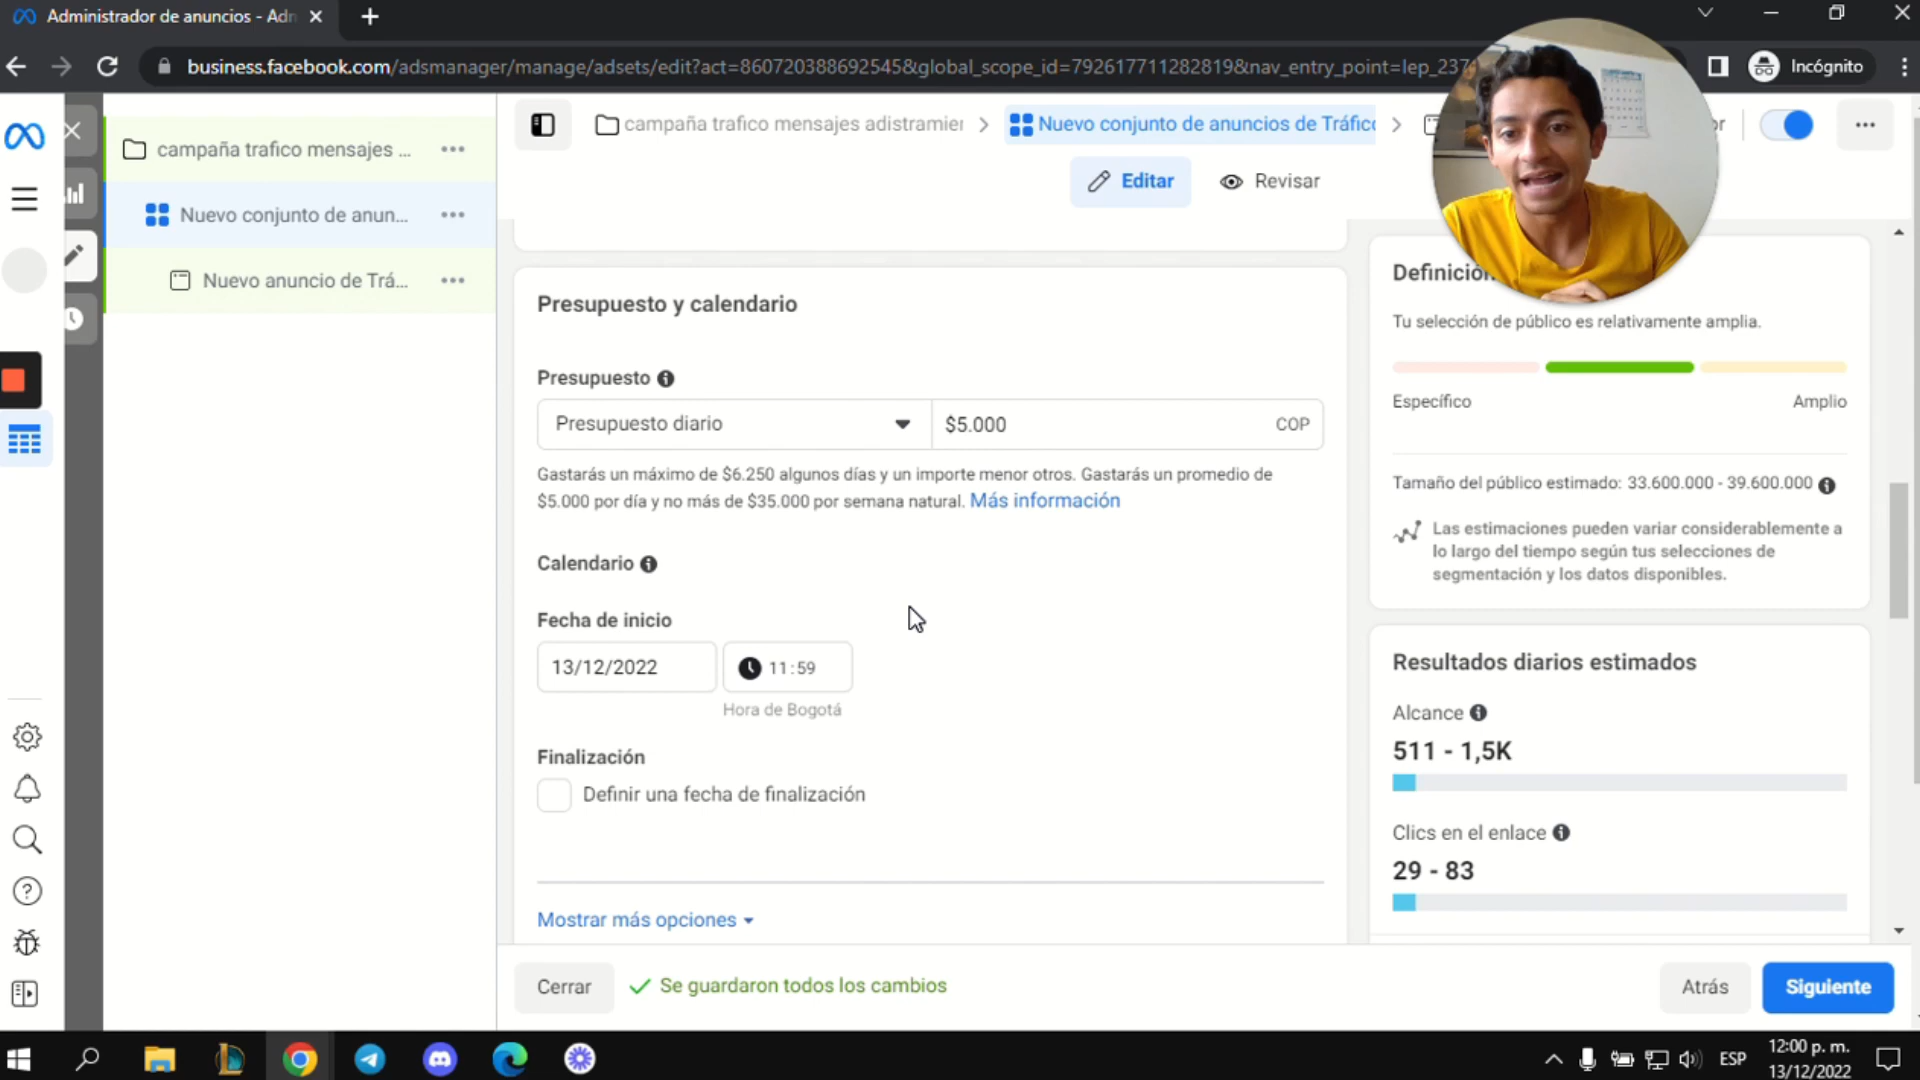 Administrador de anuncios - Adn
business.facebook.com/adsmanager/manage/adsets/edit?act=860720388692545&global_scope_id=792617711282819&nav_entry_point=lep_237
Incógnito
campaña trafico mensajes ...
Nuevo conjunto de anun...
Nuevo anuncio de Trá...
campaña trafico mensajes adistramier
Nuevo conjunto de anuncios de Tráfico
or
Editar
Revisar
Presupuesto y calendario
Presupuesto
Presupuesto diario
$5.000
COP
Gastarás un máximo de $6.250 algunos días y un importe menor otros. Gastarás un promedio de
$5.000 por día y no más de $35.000 por semana natural. Más información
Calendario
Fecha de inicio
13/12/2022
11:59
Hora de Bogotá
Finalización
Definir una fecha de finalización
Mostrar más opciones
Cerrar
Se guardaron todos los cambios
Atrás
Siguiente
Definición
Tu selección de público es relativamente amplia.
Específico
Amplio
Tamaño del público estimado: 33.600.000 - 39.600.000
Las estimaciones pueden variar considerablemente a
lo largo del tiempo según tus selecciones de
segmentación y los datos disponibles.
Resultados diarios estimados
Alcance
511 - 1,5K
Clics en el enlace
29 - 83
ESP
12:00 p. m.
13/12/2022